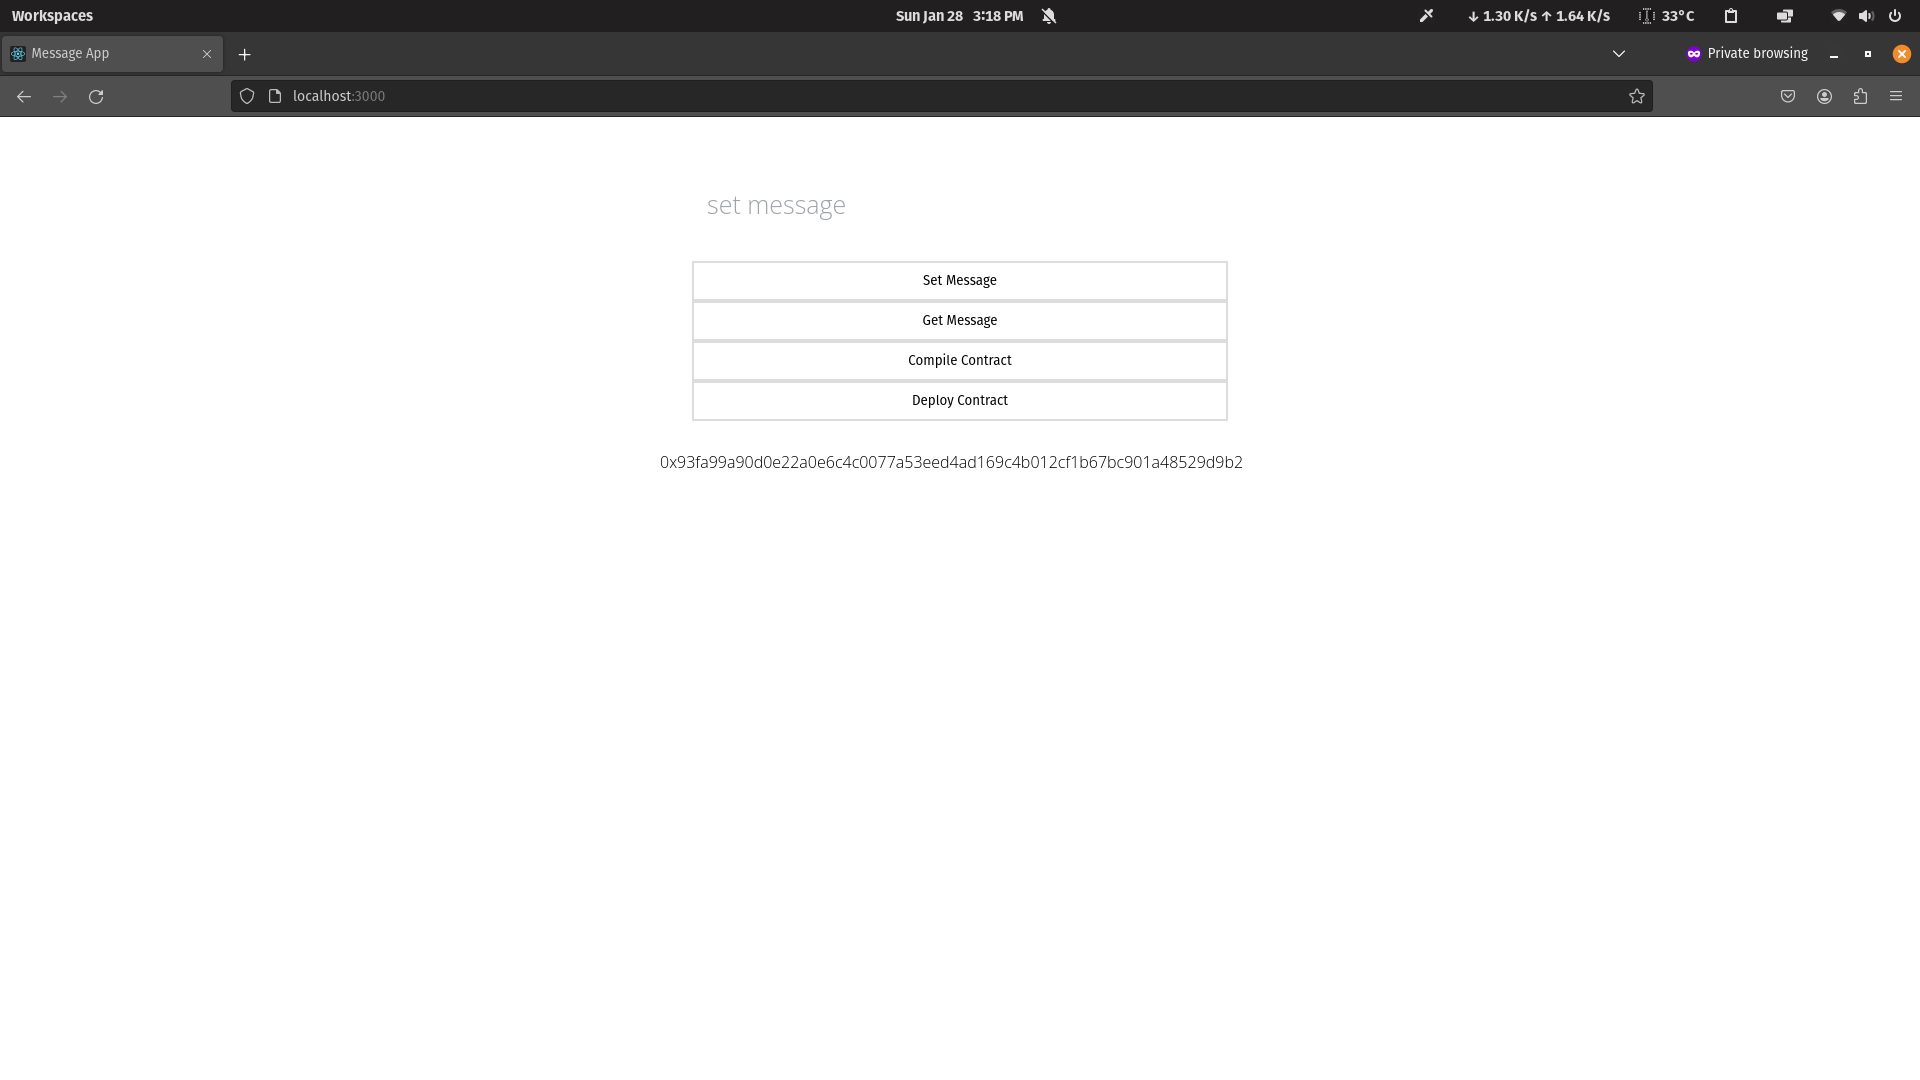 Workspaces
Sun Jan 28 3:18 PM
↓ 1.30 K/s ↑ 1.64 K/s
33°C
Message App
Private browsing
localhost:3000
set message
Set Message
Get Message
Compile Contract
Deploy Contract
0x93fa99a90d0e22a0e6c4c0077a53eed4ad169c4b012cf1b67bc901a48529d9b2